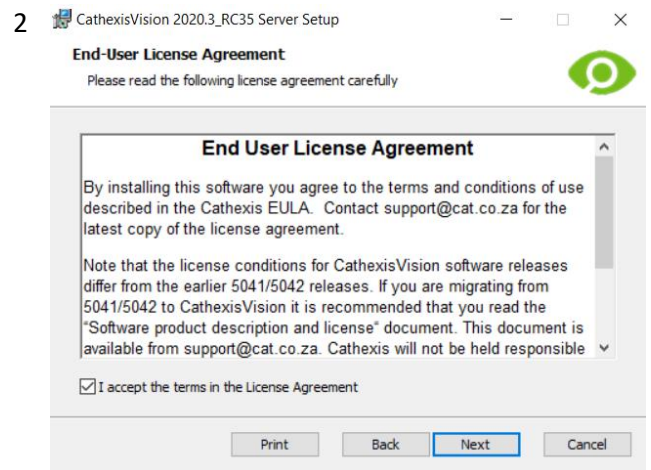 2
CathexisVision 2020.3_RC35 Server Setup
End-User License Agreement
Please read the following license agreement carefully
End User License Agreement
By installing this software you agree to the terms and conditions of use
described in the Cathexis EULA.  Contact support@cat.co.za for the
latest copy of the license agreement.
Note that the license conditions for CathexisVision software releases
differ from the earlier 5041/5042 releases. If you are migrating from
5041/5042 to CathexisVision it is recommended that you read the
“Software product description and license“ document. This document is
available from support@cat.co.za. Cathexis will not be held responsible
I accept the terms in the License Agreement
Print Back Next Cancel